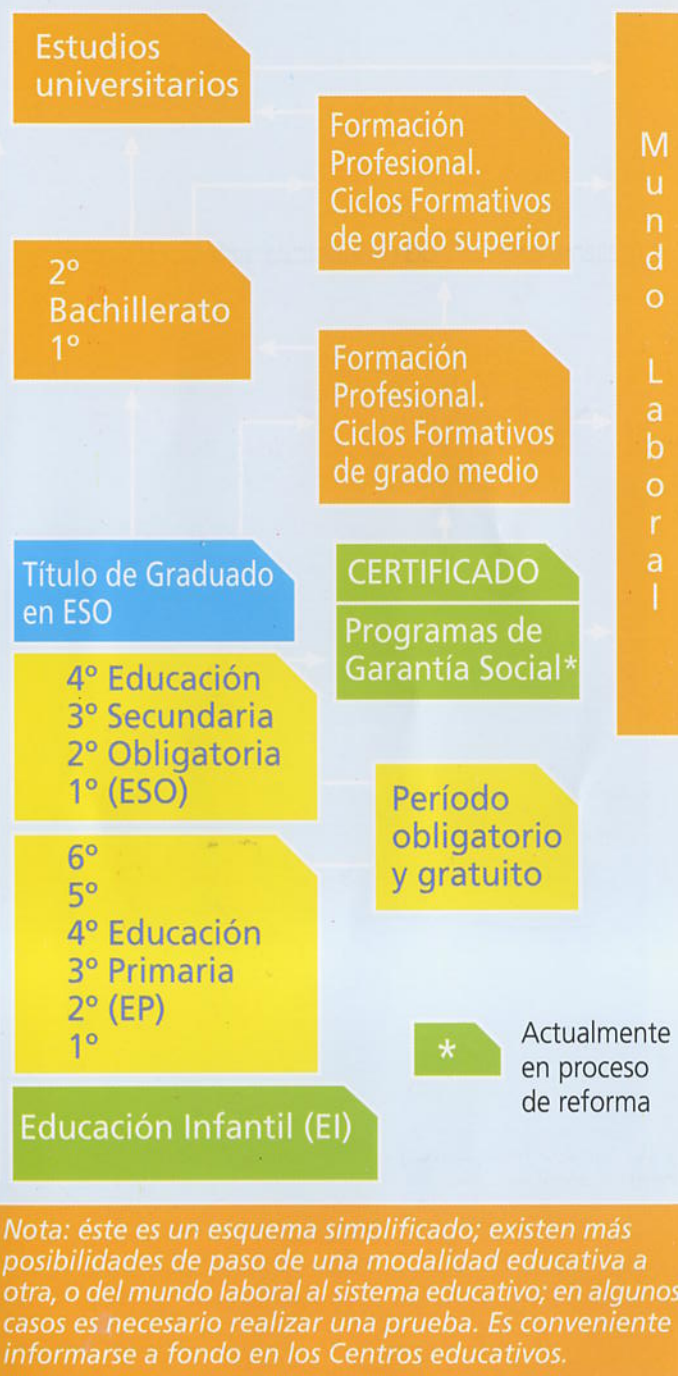 Estudios
universitarios
Formación
Profesional.
Ciclos Formativos
de grado superior
Mundo Laboral
2º
Bachillerato
1º
Formación
Profesional.
Ciclos Formativos
de grado medio
Título de Graduado
en ESO
CERTIFICADO
Programas de
Garantía Social*
4º Educación
3º Secundaria
2º Obligatoria
1º (ESO)
Período
obligatorio
y gratuito
6º
5º
4º Educación
3º Primaria
2º (EP)
1º
*
Actualmente
en proceso
de reforma
Educación Infantil (EI)
Nota: éste es un esquema simplificado; existen más
posibilidades de paso de una modalidad educativa a
otra, o del mundo laboral al sistema educativo; en algunos
casos es necesario realizar una prueba. Es conveniente
informarse a fondo en los Centros educativos.